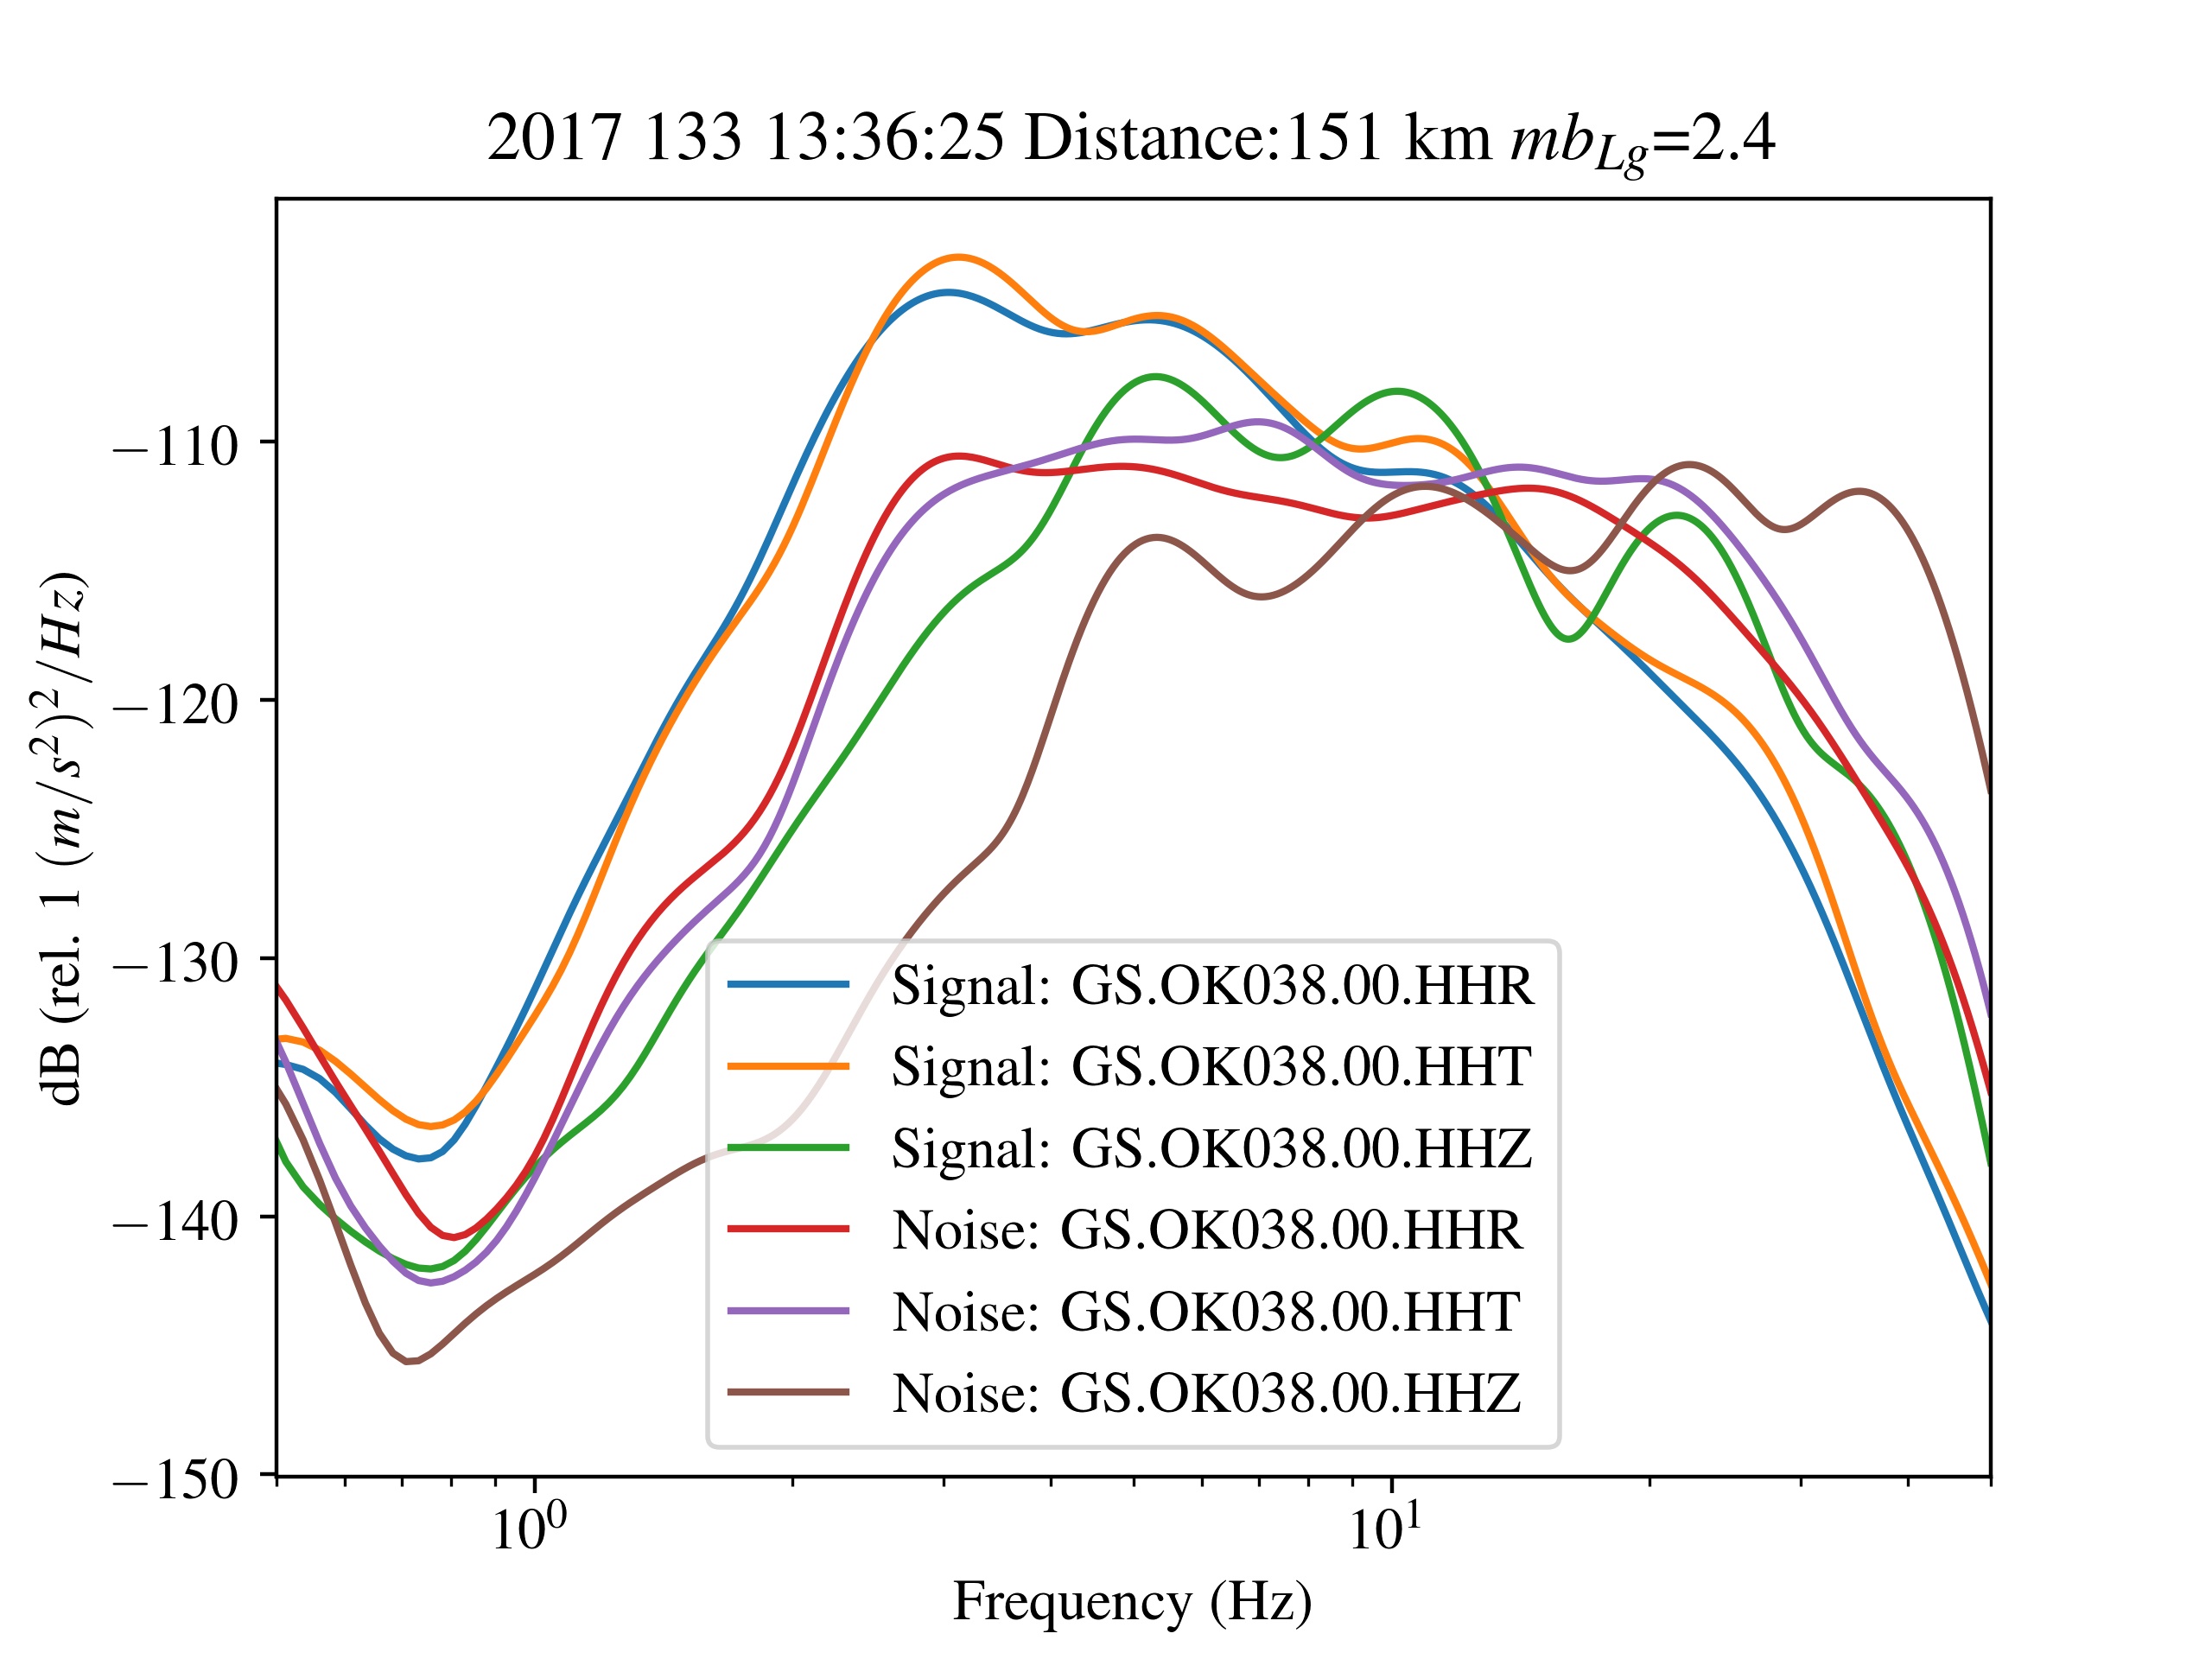 2017 133 13:36:25 Distance:151 km mb_Lg=2.4
dB (rel. 1 (m/s²)²/Hz)
−110
−120
−130
−140
−150
Signal: GS.OK038.00.HHR
Signal: GS.OK038.00.HHT
Signal: GS.OK038.00.HHZ
Noise: GS.OK038.00.HHR
Noise: GS.OK038.00.HHT
Noise: GS.OK038.00.HHZ
10⁰ 10¹
Frequency (Hz)